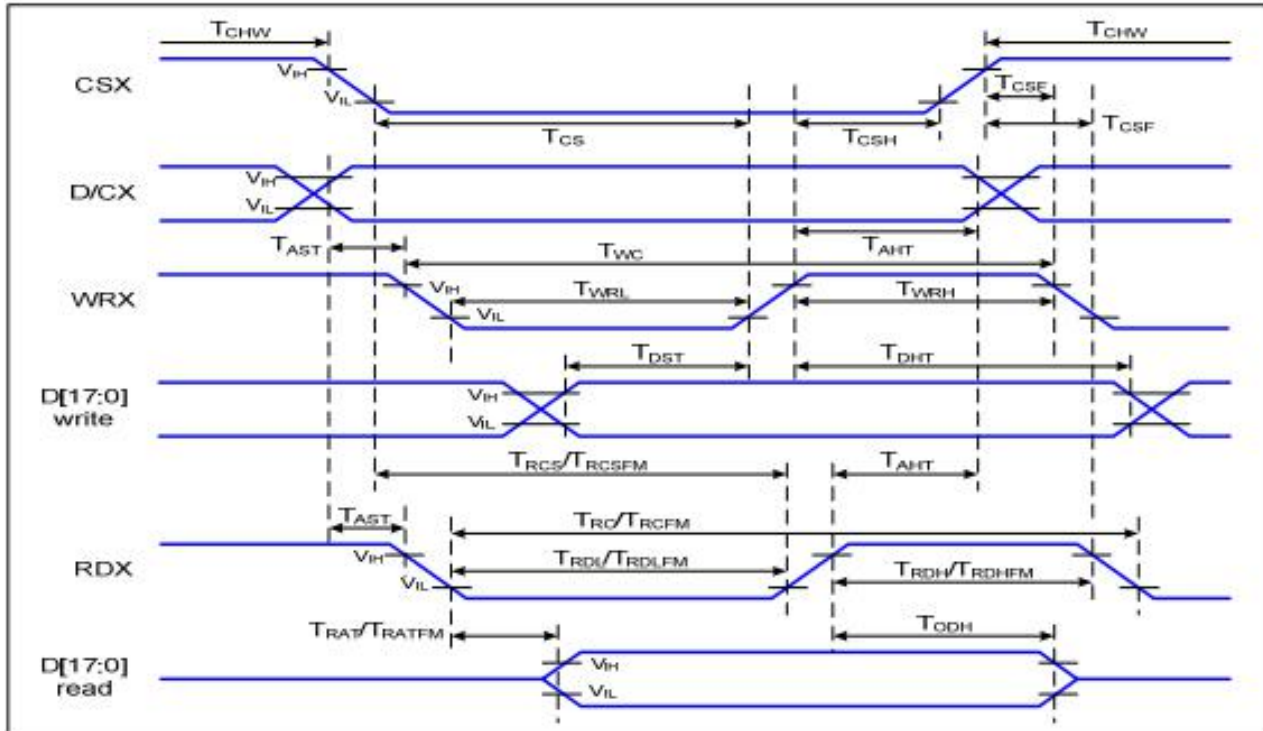 TCHW TCHW
CSX VIH VIL TCSF
TCS TCSH TCSF
D/CX VIH VIL
TAST TWC TAHT
WRX VIH TWRL TWRH
VIL
TDST TDHT
D[17:0] VIH
write VIL
TRCS/TRCSFM TAHT
TAST TRC/TRCFM
RDX VIH TRDL/TRDLFM
VIL TRDH/TRDHFM
TRAT/TRATFM TODH
D[17:0] VIH
read VIL